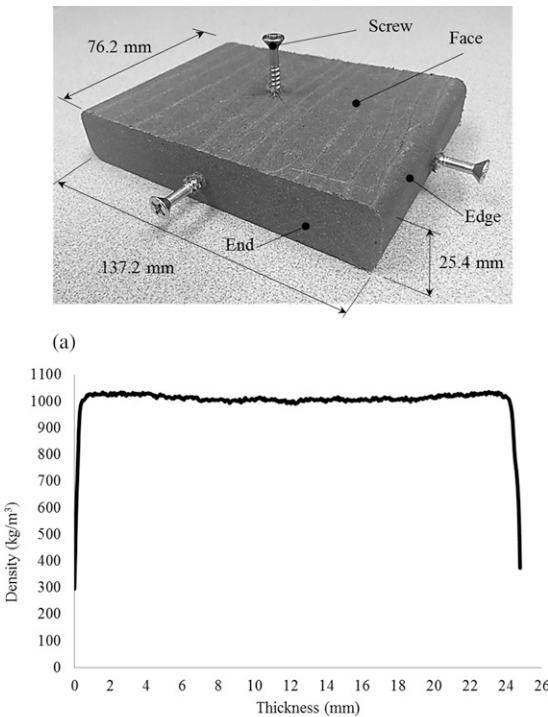 76.2 mm
Screw
Face
Edge
End
137.2 mm
25.4 mm
(a)
1100
1000
900
800
700
600
500
400
300
200
100
0
Density (kg/m³)
0 2 4 6 8 10 12 14 16 18 20 22 24 26
Thickness (mm)